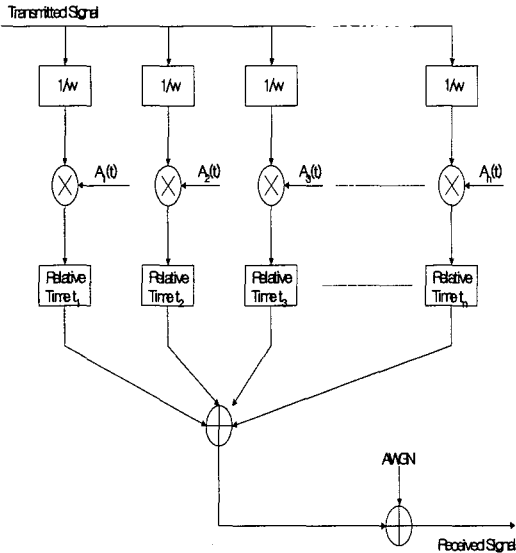 Transmitted Signal
1/w 1/w 1/w 1/w
A1(t) A2(t) A3(t) An(t)
Relative Relative Relative Relative
Time t1 Time t2 Time t3 Time tn
AWGN
Received Signal